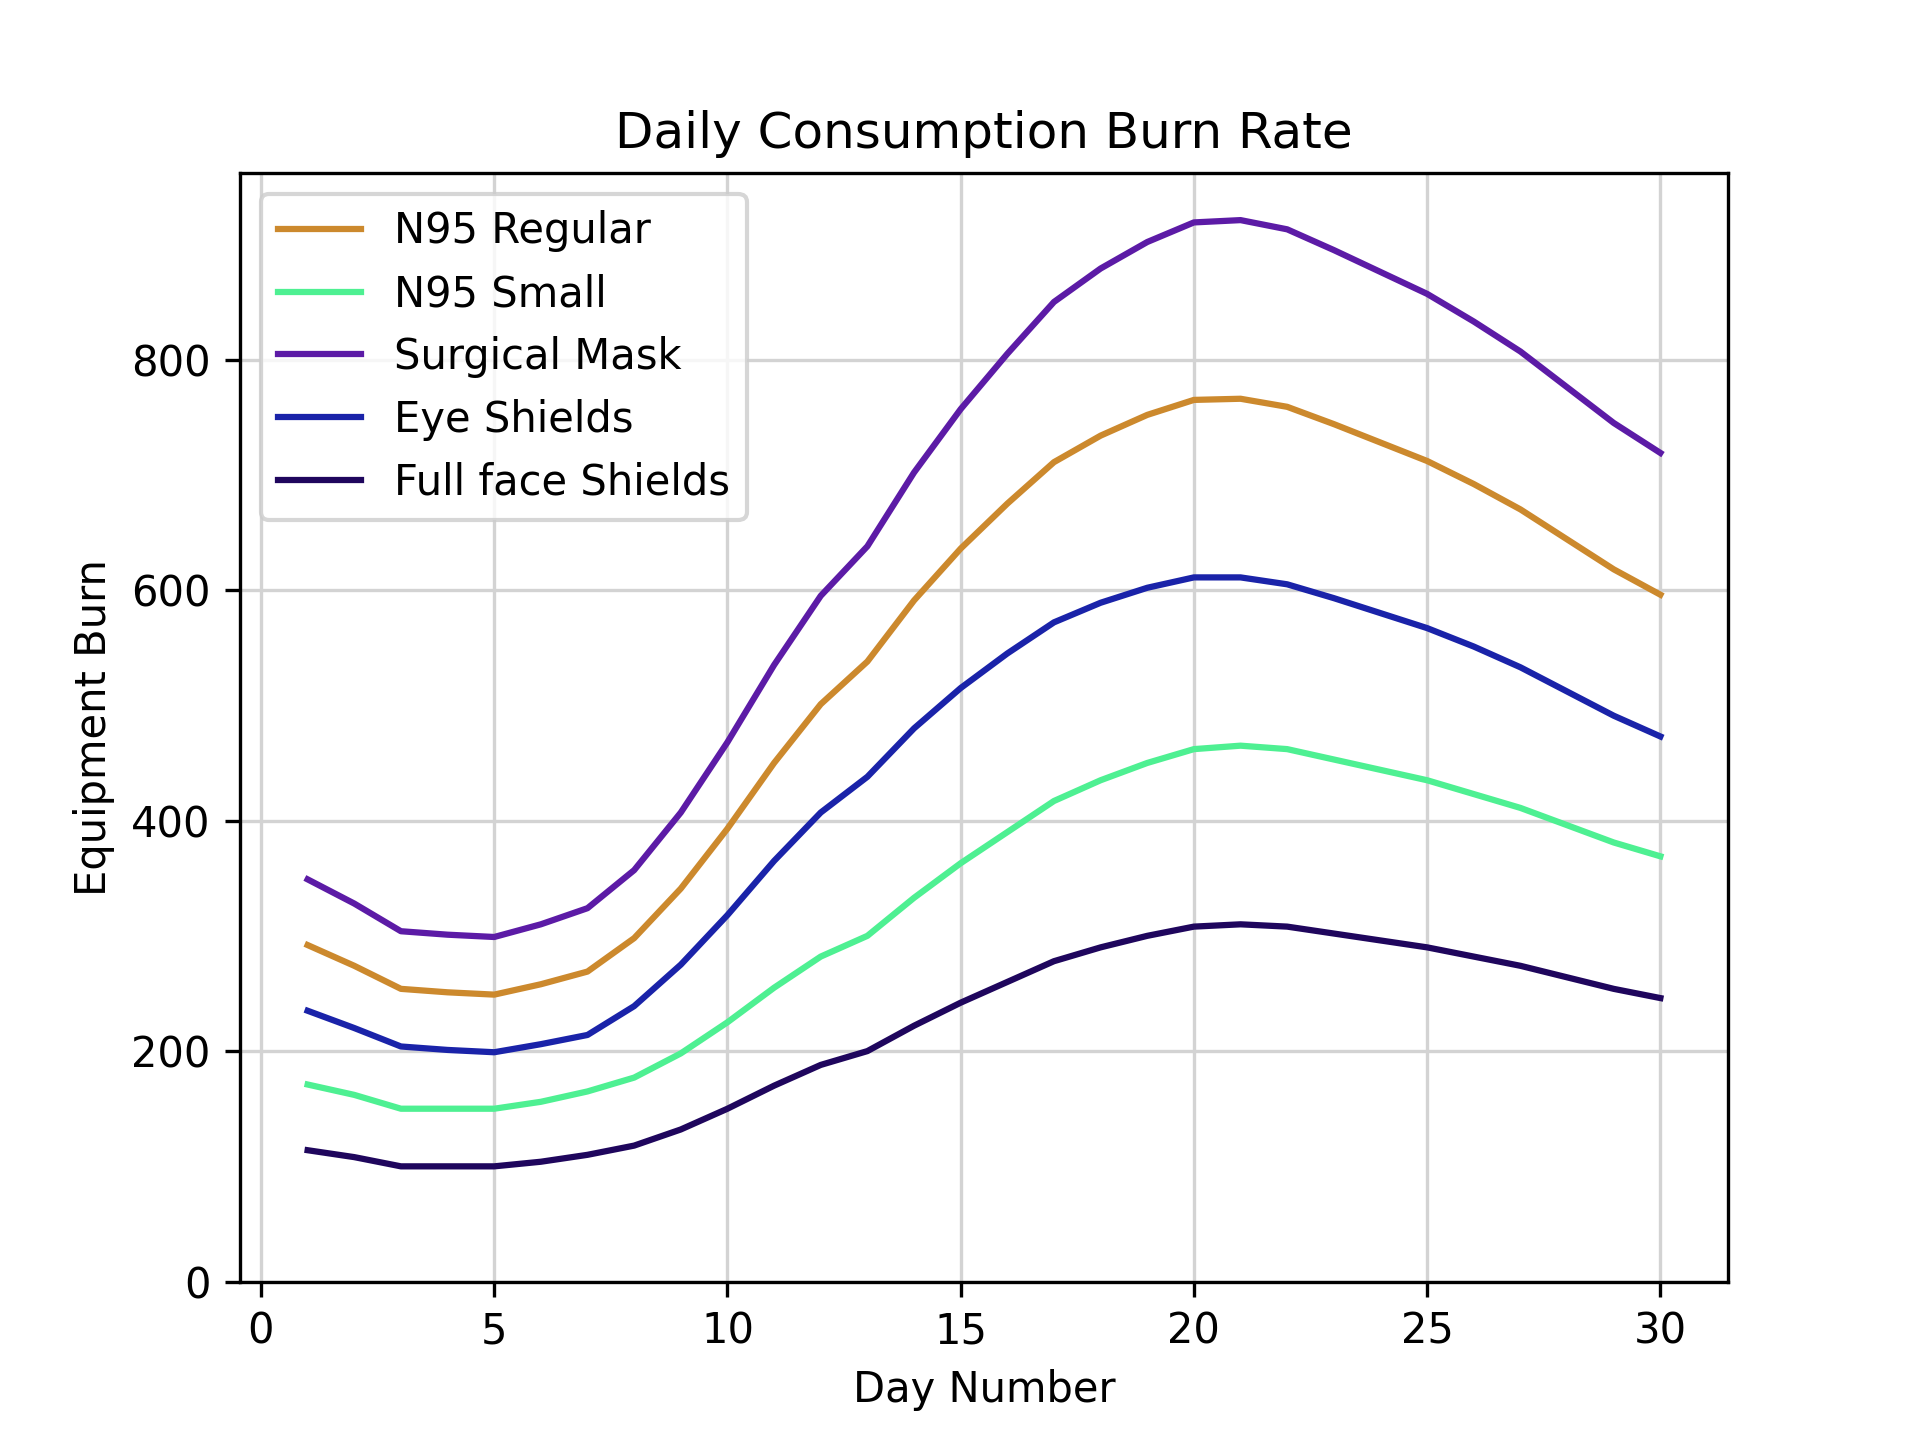 Daily Consumption Burn Rate
N95 Regular
N95 Small
Surgical Mask
Eye Shields
Full face Shields
Equipment Burn
800
600
400
200
0
0 5 10 15 20 25 30
Day Number